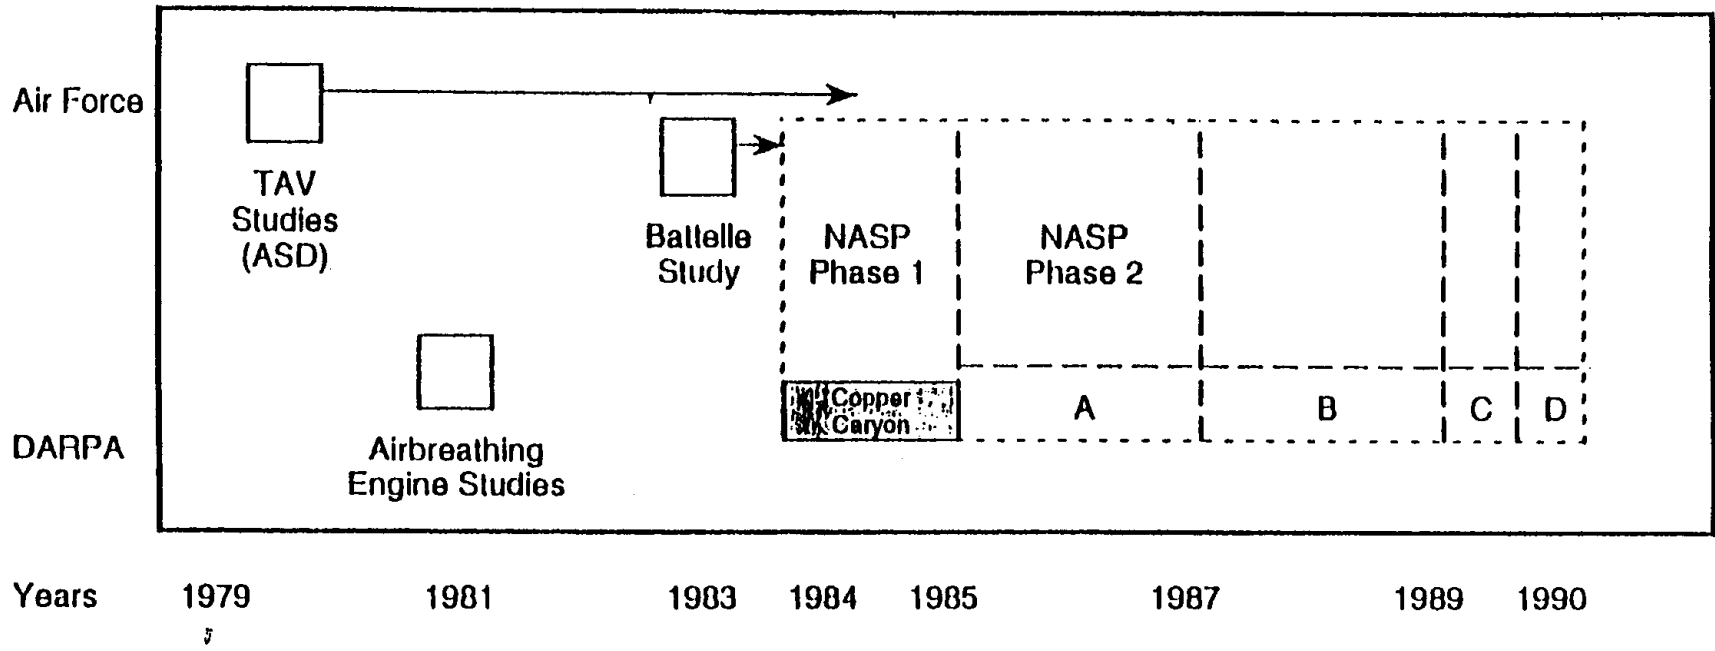 Air Force
TAV
Studies
(ASD)
Battelle
Study
NASP
Phase 1
NASP
Phase 2
Copper
Caryon
A
B
C
D
DARPA
Airbreathing
Engine Studies
Years
1979
1981
1983
1984
1985
1987
1989
1990